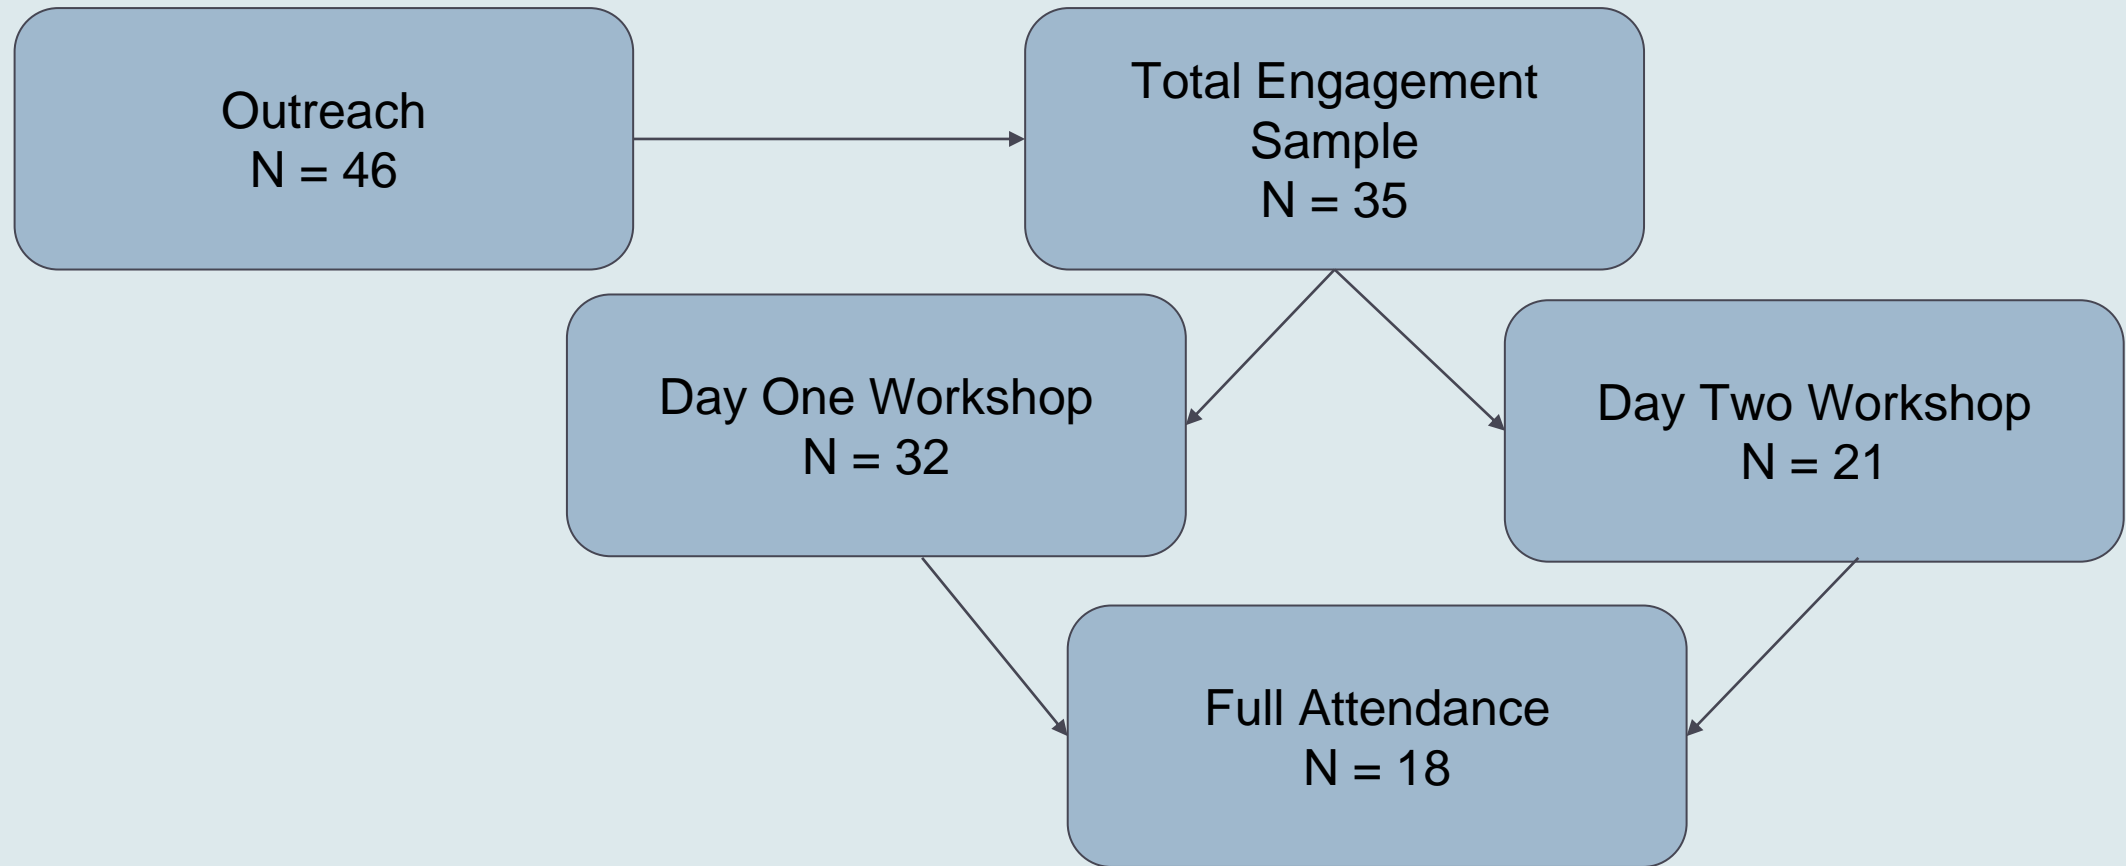 Outreach
N = 46
Total Engagement
Sample
N = 35
Day One Workshop
N = 32
Day Two Workshop
N = 21
Full Attendance
N = 18